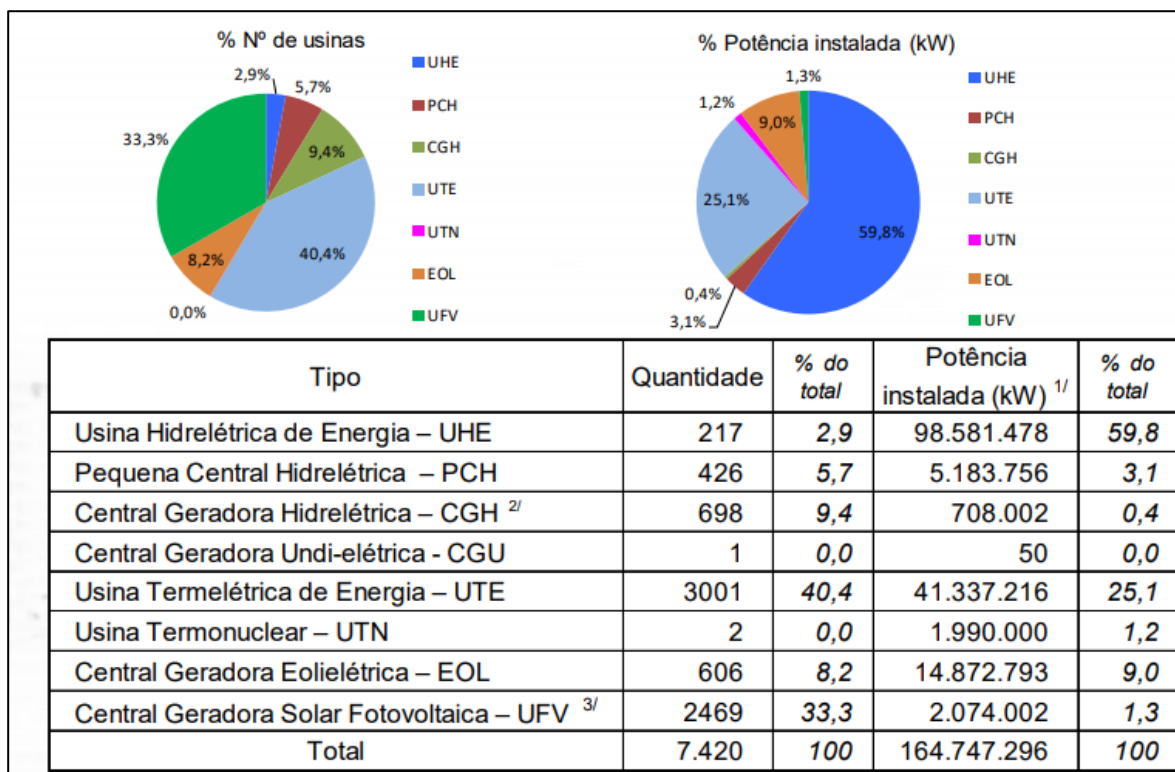 % Nº de usinas
2,9%
5,7%
9,4%
40,4%
0,0%
8,2%
33,3%
UHE
PCH
CGH
UTE
UTN
EOL
UFV
% Potência instalada (kW)
1,3%
1,2%
9,0%
25,1%
59,8%
0,4%
3,1%
UHE
PCH
CGH
UTE
UTN
EOL
UFV
Tipo Quantidade % do total Potência instalada (kW) 1/ % do total
Usina Hidrelétrica de Energia – UHE 217 2,9 98.581.478 59,8
Pequena Central Hidrelétrica – PCH 426 5,7 5.183.756 3,1
Central Geradora Hidrelétrica – CGH 2/ 698 9,4 708.002 0,4
Central Geradora Undi-elétrica - CGU 1 0,0 50 0,0
Usina Termelétrica de Energia – UTE 3001 40,4 41.337.216 25,1
Usina Termonuclear – UTN 2 0,0 1.990.000 1,2
Central Geradora Eolielétrica – EOL 606 8,2 14.872.793 9,0
Central Geradora Solar Fotovoltaica – UFV 3/ 2469 33,3 2.074.002 1,3
Total 7.420 100 164.747.296 100